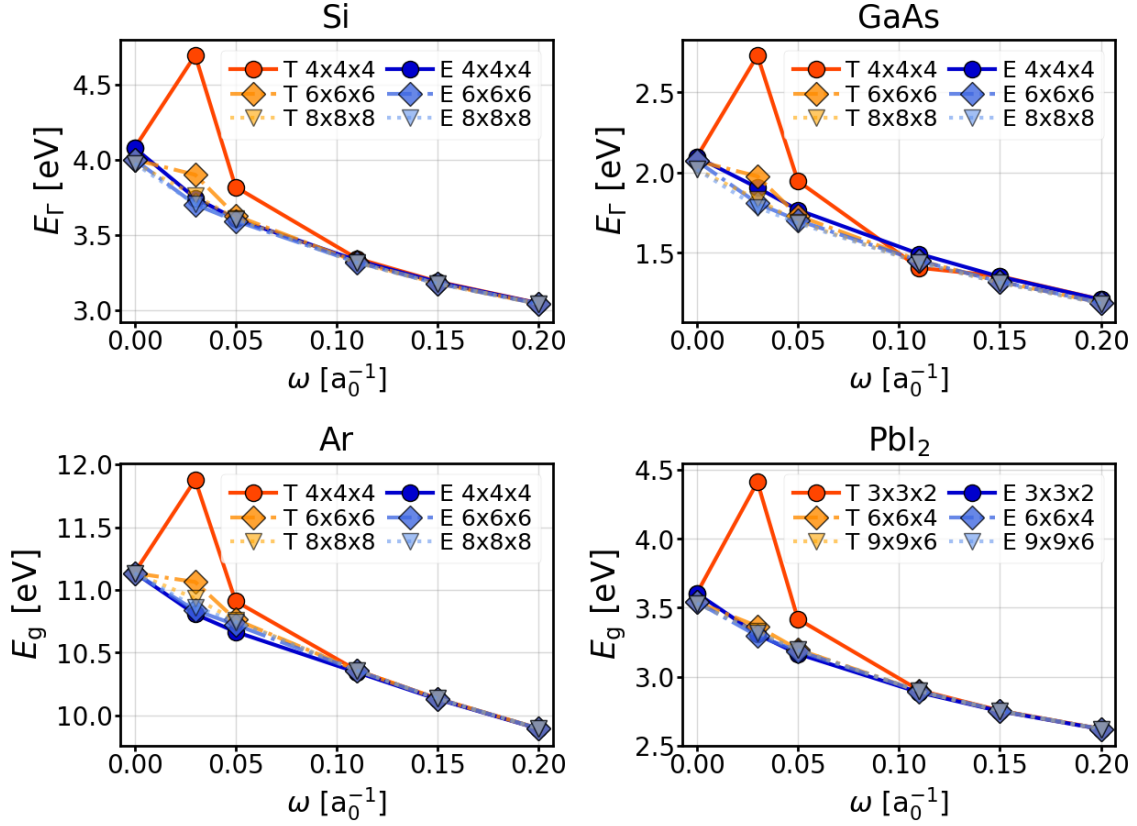 Si
4.5
4.0
3.5
3.0
E_Γ [eV]
T 4x4x4
T 6x6x6
T 8x8x8
E 4x4x4
E 6x6x6
E 8x8x8
0.00 0.05 0.10 0.15 0.20
ω [a₀⁻¹]
GaAs
2.5
2.0
1.5
E_Γ [eV]
T 4x4x4
T 6x6x6
T 8x8x8
E 4x4x4
E 6x6x6
E 8x8x8
0.00 0.05 0.10 0.15 0.20
ω [a₀⁻¹]
Ar
12.0
11.5
11.0
10.5
10.0
E_g [eV]
T 4x4x4
T 6x6x6
T 8x8x8
E 4x4x4
E 6x6x6
E 8x8x8
0.00 0.05 0.10 0.15 0.20
ω [a₀⁻¹]
PbI₂
4.5
4.0
3.5
3.0
2.5
E_g [eV]
T 3x3x2
T 6x6x4
T 9x9x6
E 3x3x2
E 6x6x4
E 9x9x6
0.00 0.05 0.10 0.15 0.20
ω [a₀⁻¹]